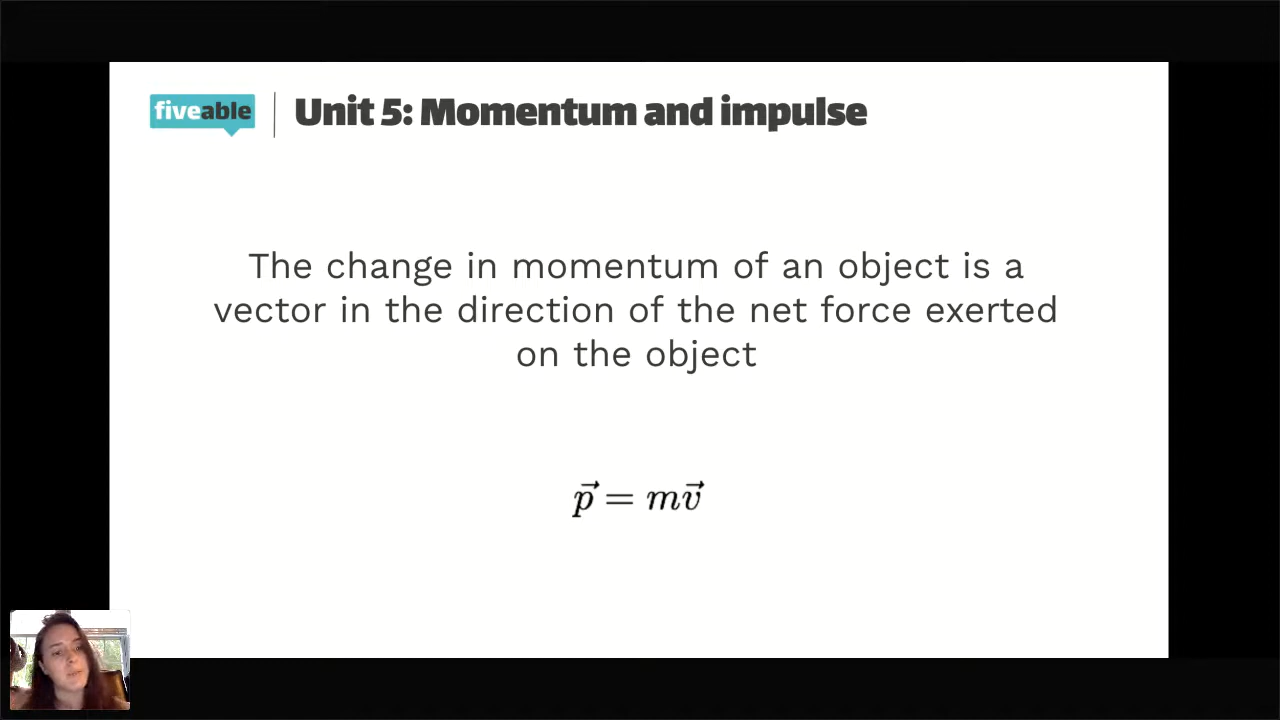 fiveable
Unit 5: Momentum and impulse
The change in momentum of an object is a
vector in the direction of the net force exerted
on the object
p⃗ = mv⃗